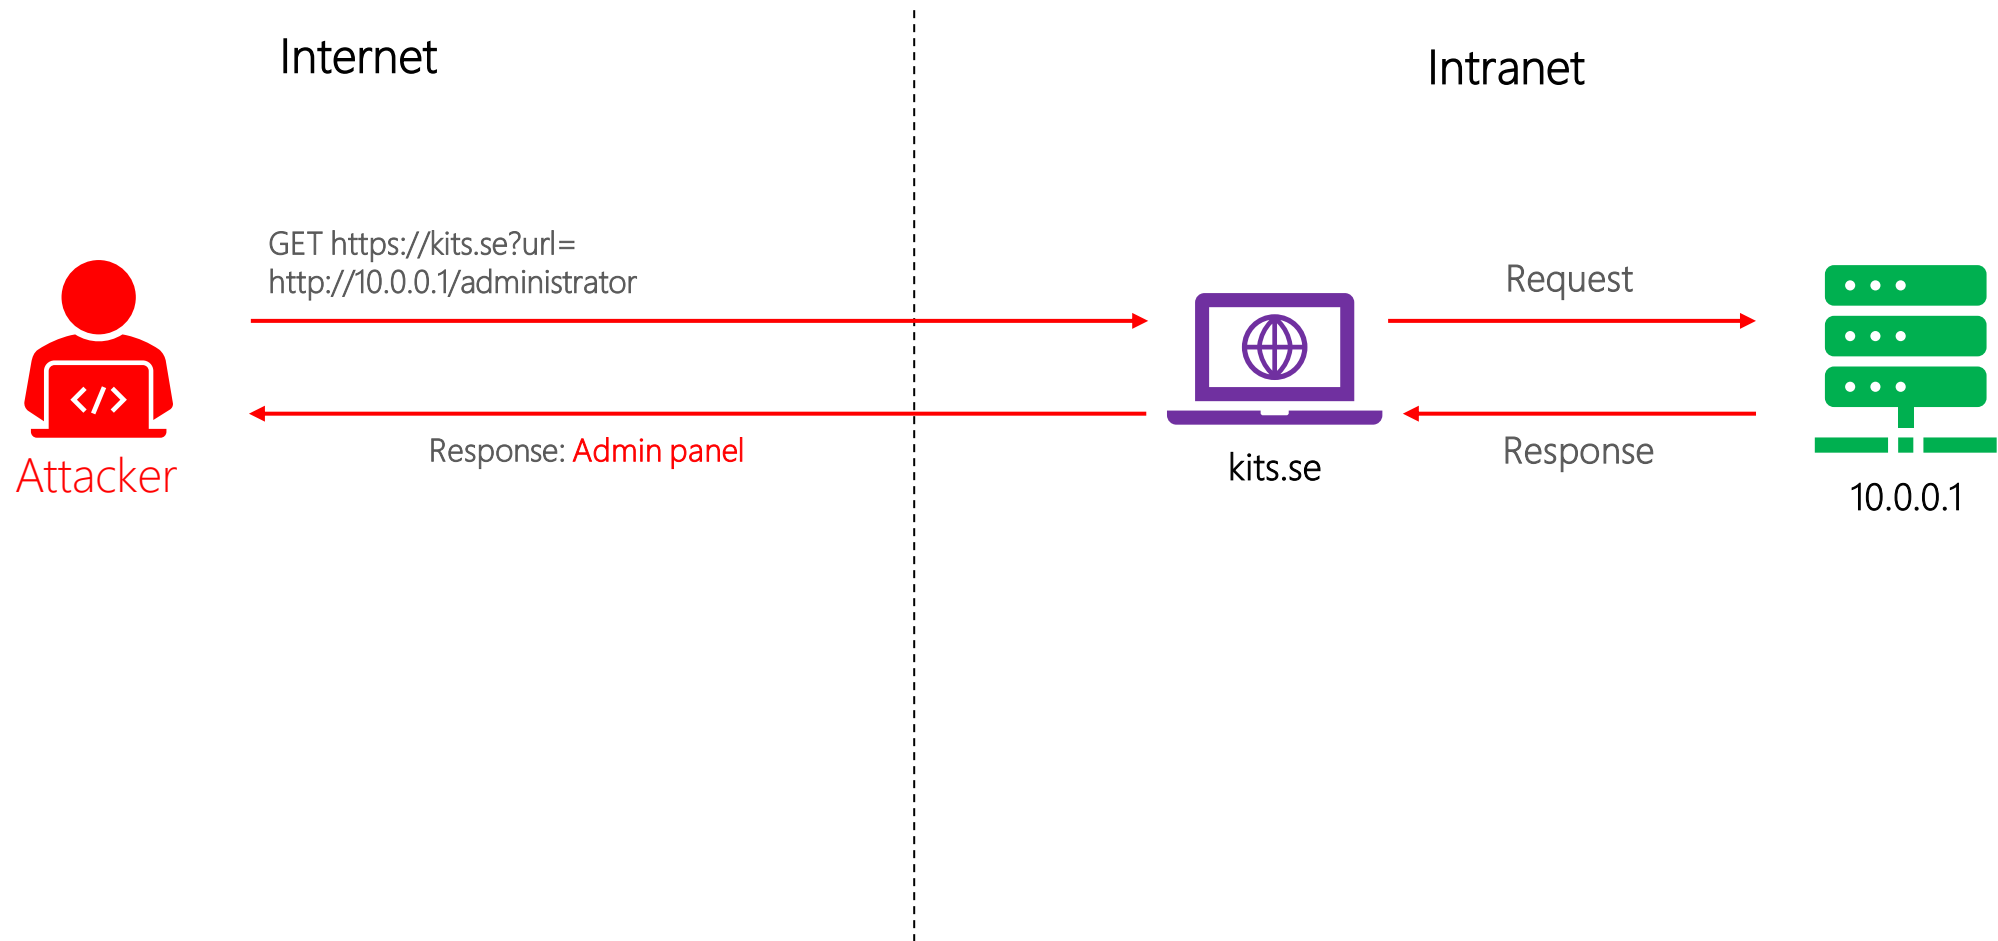 Internet
Intranet
GET https://kits.se?url=
http://10.0.0.1/administrator
Request
Response: Admin panel
Response
Attacker
kits.se
10.0.0.1